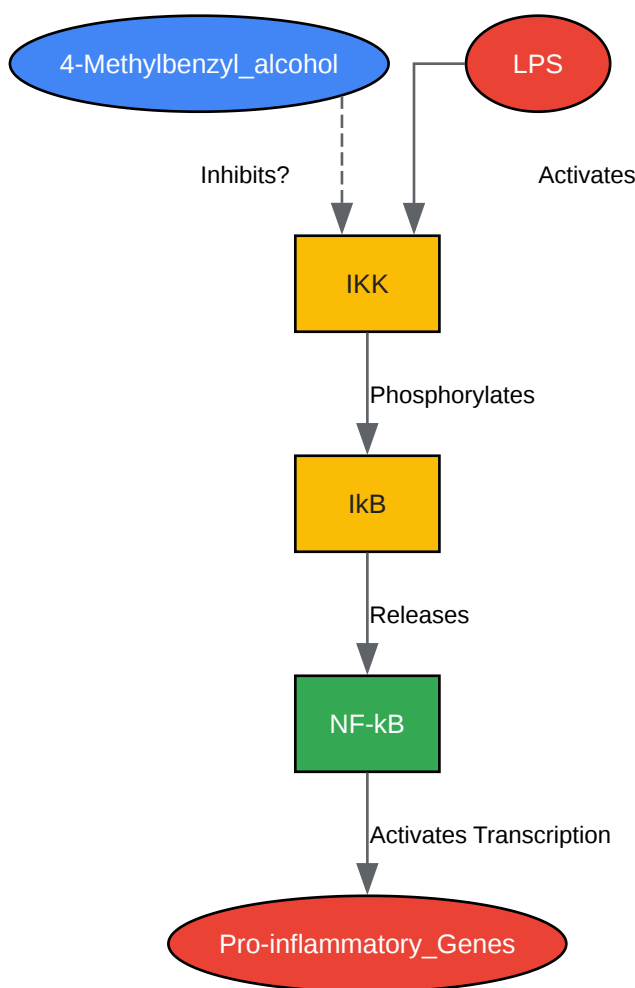 4-Methylbenzyl_alcohol
LPS
Inhibits?
Activates
IKK
Phosphorylates
IkB
Releases
NF-kB
Activates Transcription
Pro-inflammatory_Genes